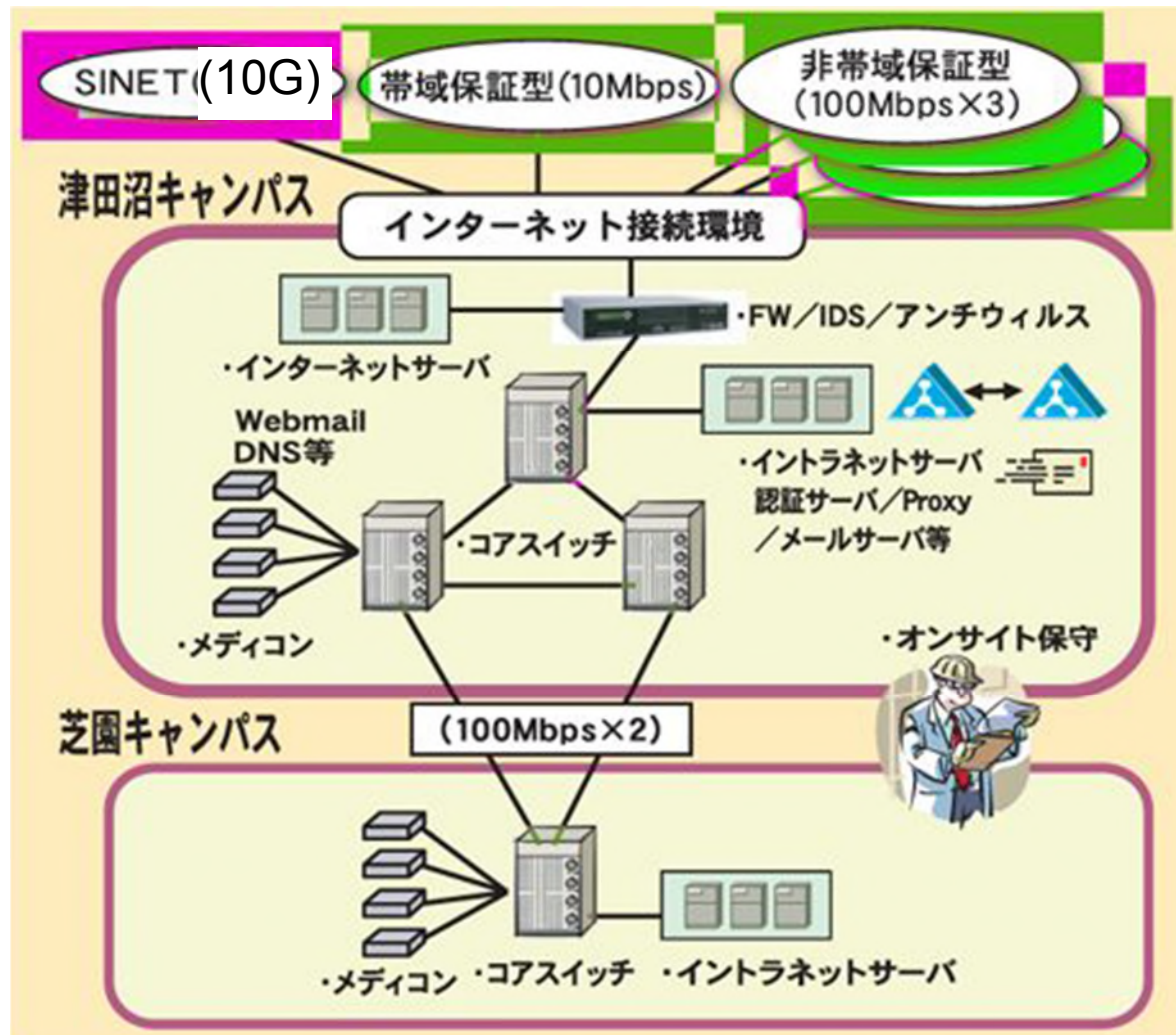 SINET(
(10G)
帯域保証型(10Mbps)
非帯域保証型
(100Mbps×3)
津田沼キャンパス
インターネット接続環境
・FW／IDS／アンチウィルス
・インターネットサーバ
Webmail
DNS等
・イントラネットサーバ
認証サーバ／Proxy
／メールサーバ等
・コアスイッチ
・メディコン
・オンサイト保守
芝園キャンパス
(100Mbps×2)
・メディコン
・コアスイッチ
・イントラネットサーバ